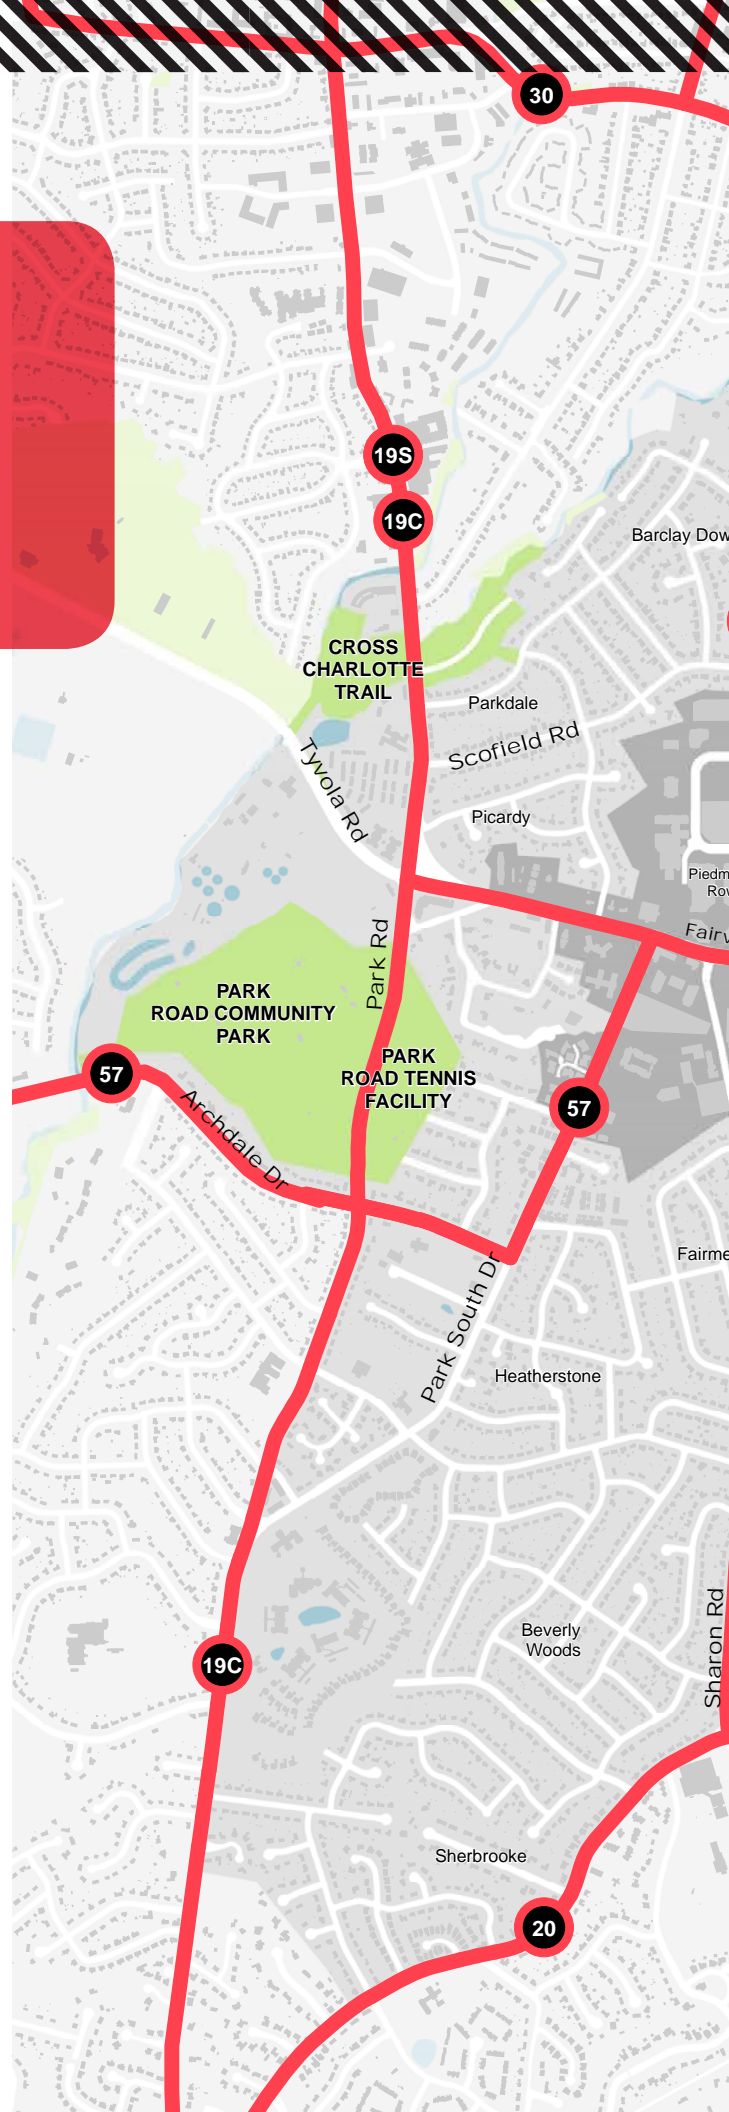 30
19S
19C
Barclay Dow
CROSS
CHARLOTTE
TRAIL
Parkdale
Scofield Rd
Tyvola Rd
Picardy
Piedm
Row
Fairv
Park Rd
PARK
ROAD COMMUNITY
PARK
PARK
ROAD TENNIS
FACILITY
57
57
Archdale Dr
Fairme
Park South Dr
Heatherstone
Beverly
Woods
Sharon Rd
19C
Sherbrooke
20